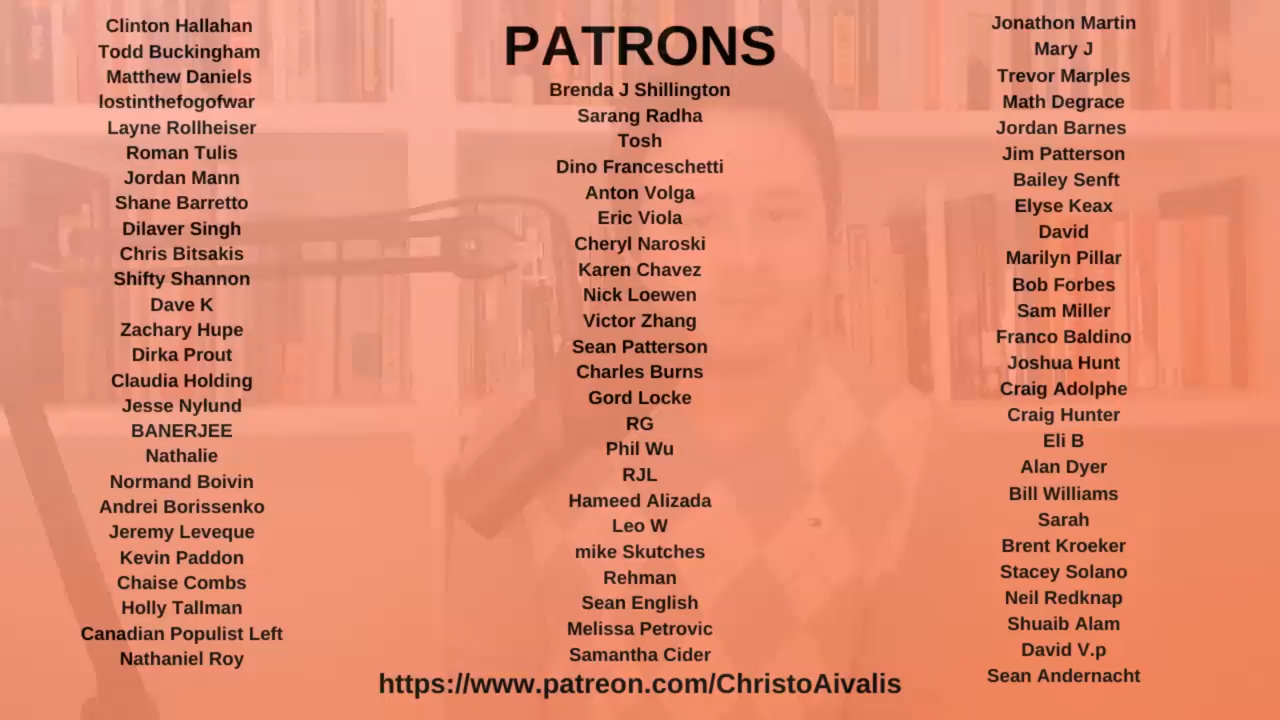 Clinton Hallahan
Todd Buckingham
Matthew Daniels
lostinthefogofwar
Layne Rollheiser
Roman Tulis
Jordan Mann
Shane Barretto
Dilaver Singh
Chris Bitsakis
Shifty Shannon
Dave K
Zachary Hupe
Dirka Prout
Claudia Holding
Jesse Nylund
BANERJEE
Nathalie
Normand Boivin
Andrei Borissenko
Jeremy Leveque
Kevin Paddon
Chaise Combs
Holly Tallman
Canadian Populist Left
Nathaniel Roy
PATRONS
Brenda J Shillington
Sarang Radha
Tosh
Dino Franceschetti
Anton Volga
Eric Viola
Cheryl Naroski
Karen Chavez
Nick Loewen
Victor Zhang
Sean Patterson
Charles Burns
Gord Locke
RG
Phil Wu
RJL
Hameed Alizada
Leo W
mike Skutches
Rehman
Sean English
Melissa Petrovic
Samantha Cider
https://www.patreon.com/ChristoAivalis
Jonathon Martin
Mary J
Trevor Marples
Math Degrace
Jordan Barnes
Jim Patterson
Bailey Senft
Elyse Keax
David
Marilyn Pillar
Bob Forbes
Sam Miller
Franco Baldino
Joshua Hunt
Craig Adolphe
Craig Hunter
Eli B
Alan Dyer
Bill Williams
Sarah
Brent Kroeker
Stacey Solano
Neil Redknap
Shuaib Alam
David V.p
Sean Andernacht